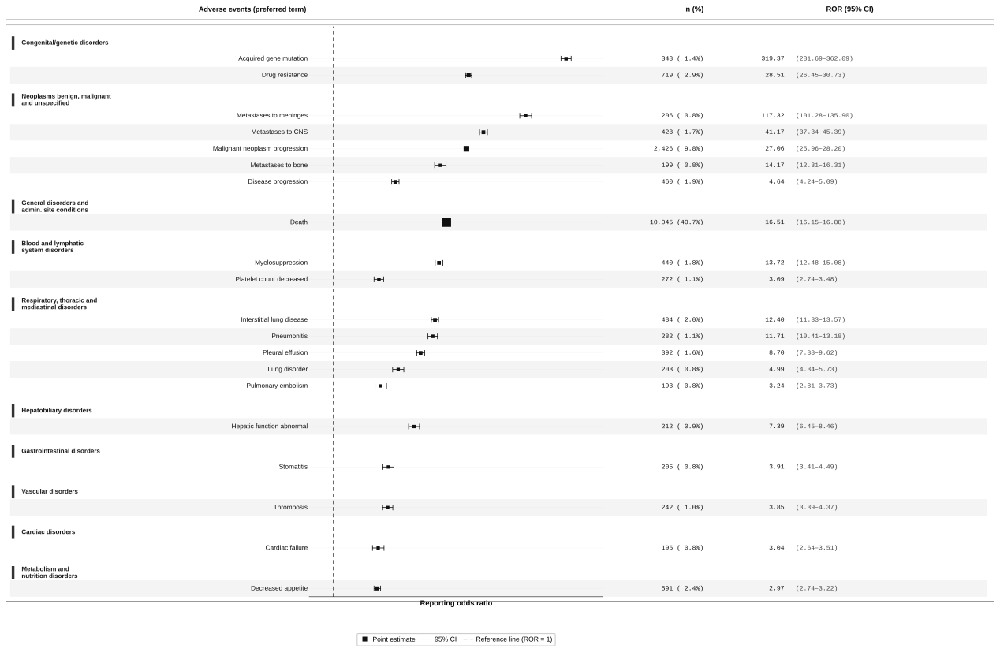 Adverse events (preferred term) n (%) ROR (95% CI)
Congenital/genetic disorders
Acquired gene mutation 348 ( 1.4%) 319.37 (281.69–362.09)
Drug resistance 719 ( 2.9%) 28.51 (26.45–30.73)
Neoplasms benign, malignant
and unspecified
Metastases to meninges 206 ( 0.8%) 117.32 (101.28–135.90)
Metastases to CNS 428 ( 1.7%) 41.17 (37.34–45.39)
Malignant neoplasm progression 2,426 ( 9.8%) 27.06 (25.96–28.20)
Metastases to bone 199 ( 0.8%) 14.17 (12.31–16.31)
Disease progression 460 ( 1.9%) 4.64 (4.24–5.09)
General disorders and
admin. site conditions
Death 10,045 (40.7%) 16.51 (16.15–16.88)
Blood and lymphatic
system disorders
Myelosuppression 440 ( 1.8%) 13.72 (12.48–15.08)
Platelet count decreased 272 ( 1.1%) 3.09 (2.74–3.48)
Respiratory, thoracic and
mediastinal disorders
Interstitial lung disease 484 ( 2.0%) 12.40 (11.33–13.57)
Pneumonitis 282 ( 1.1%) 11.71 (10.41–13.18)
Pleural effusion 392 ( 1.6%) 8.70 (7.88–9.62)
Lung disorder 203 ( 0.8%) 4.99 (4.34–5.73)
Pulmonary embolism 193 ( 0.8%) 3.24 (2.81–3.73)
Hepatobiliary disorders
Hepatic function abnormal 212 ( 0.9%) 7.39 (6.45–8.46)
Gastrointestinal disorders
Stomatitis 205 ( 0.8%) 3.91 (3.41–4.49)
Vascular disorders
Thrombosis 242 ( 1.0%) 3.85 (3.39–4.37)
Cardiac disorders
Cardiac failure 195 ( 0.8%) 3.04 (2.64–3.51)
Metabolism and
nutrition disorders
Decreased appetite 591 ( 2.4%) 2.97 (2.74–3.22)
Reporting odds ratio
Point estimate 95% CI Reference line (ROR = 1)